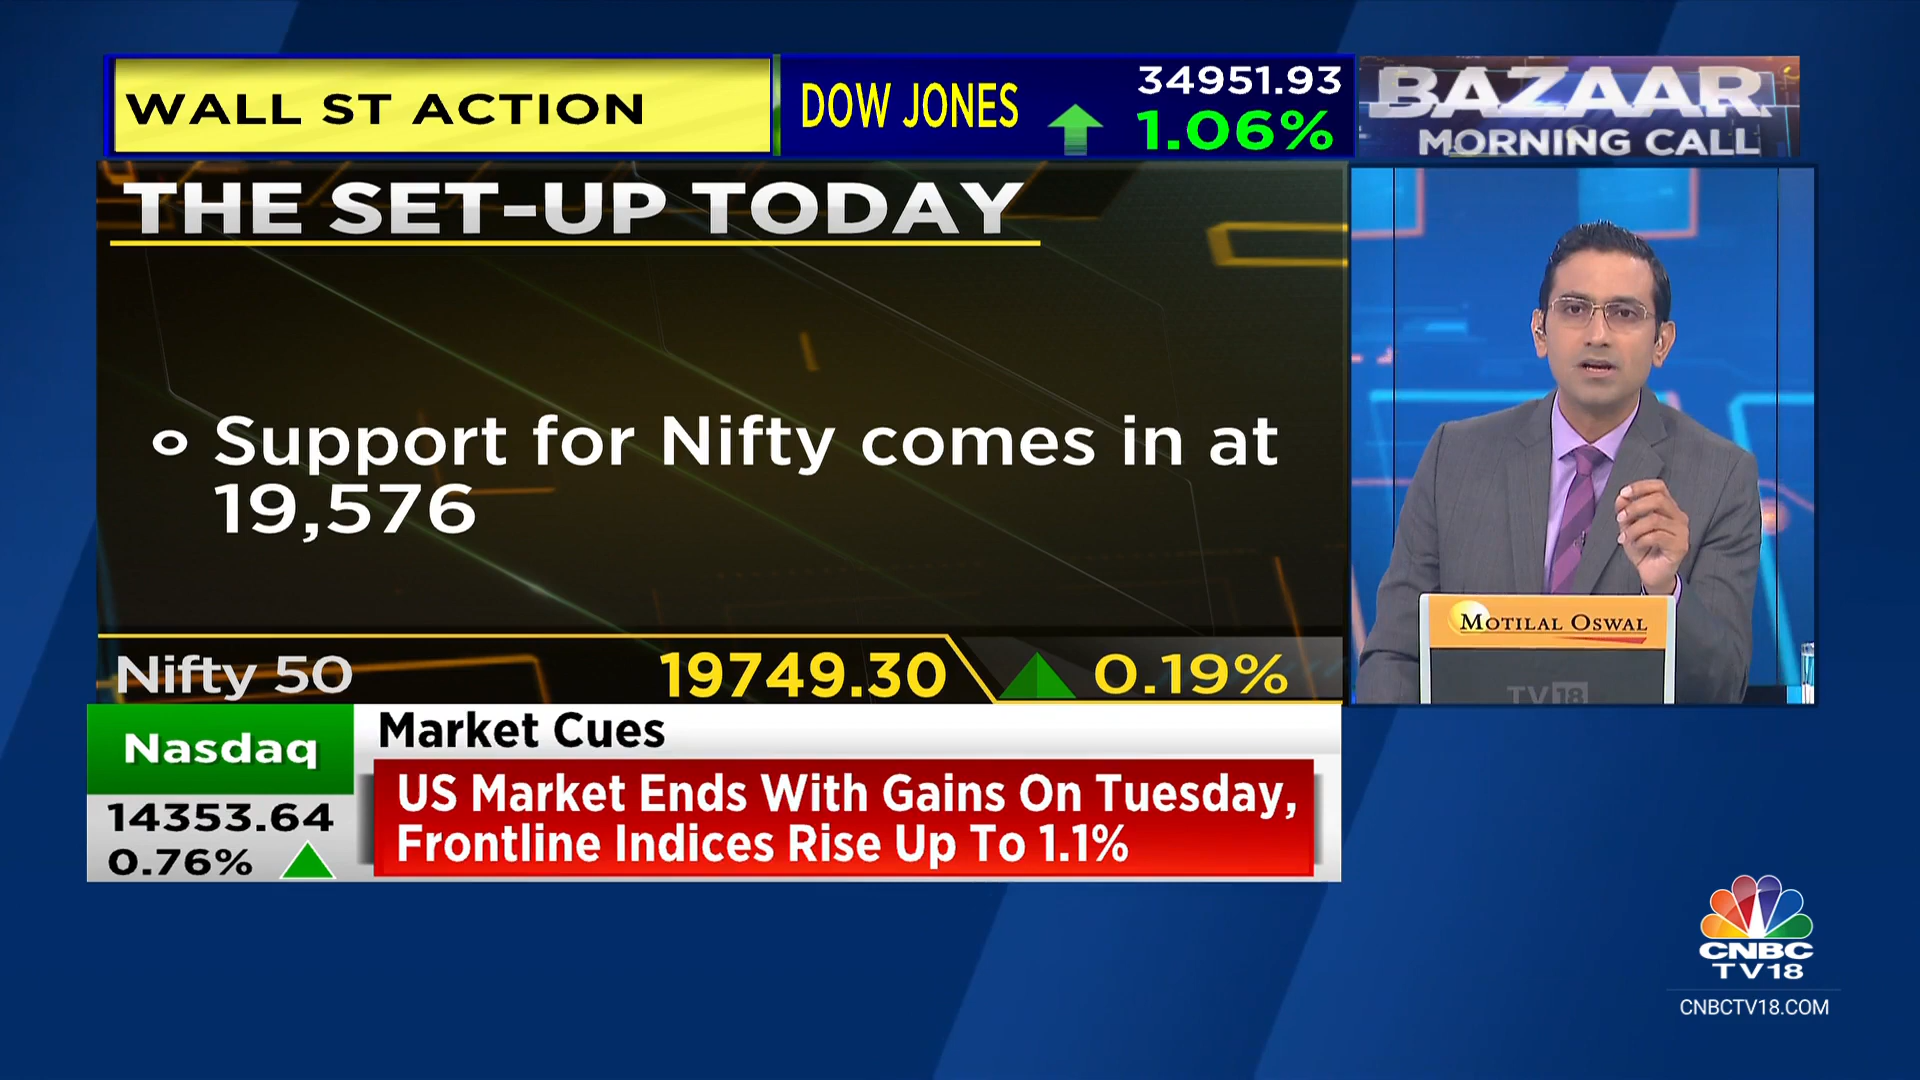 WALL ST ACTION
DOW JONES
34951.93
1.06%
BAZAAR
MORNING CALL
THE SET-UP TODAY
Support for Nifty comes in at
19,576
Nifty 50 19749.30 0.19%
MOTILAL OSWAL
TV18
Nasdaq
14353.64
0.76%
Market Cues
US Market Ends With Gains On Tuesday,
Frontline Indices Rise Up To 1.1%
CNBC
TV18
CNBCTV18.COM